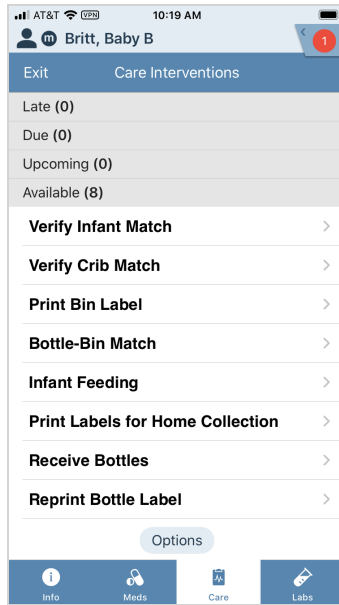 AT&T VPN 10:19 AM
m Britt, Baby B 1
Exit Care Interventions
Late (0)
Due (0)
Upcoming (0)
Available (8)
Verify Infant Match
Verify Crib Match
Print Bin Label
Bottle-Bin Match
Infant Feeding
Print Labels for Home Collection
Receive Bottles
Reprint Bottle Label
Options
Info Meds Care Labs